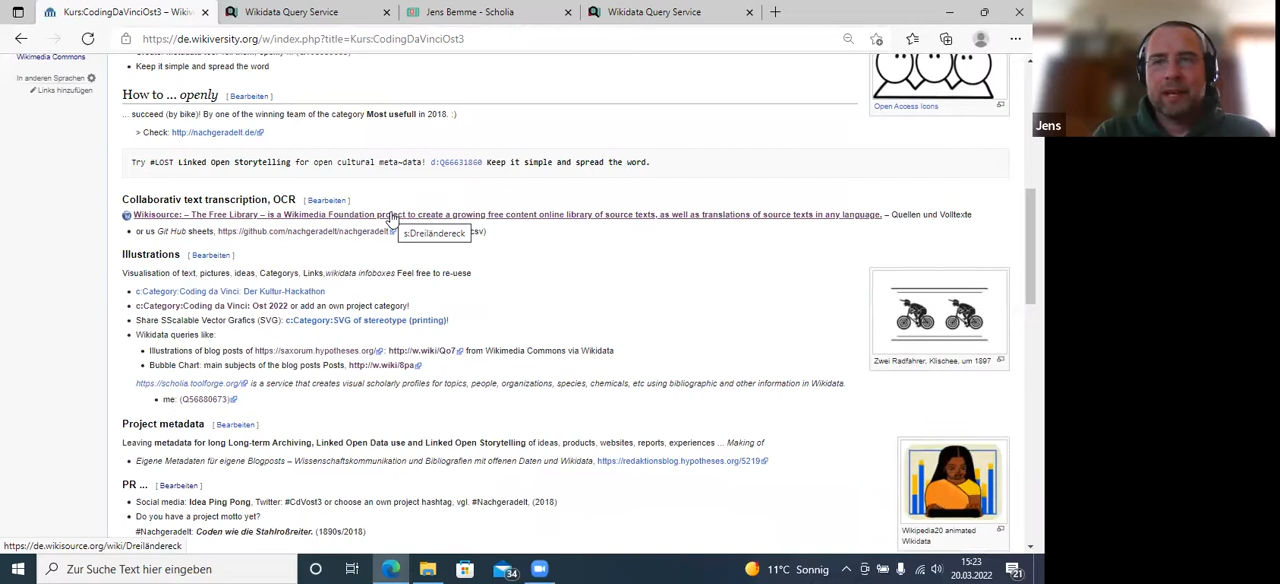 Kurs:CodingDaVinciOst3 – Wikiv
Wikidata Query Service
Jens Bemme - Scholia
Wikidata Query Service
https://de.wikiversity.org/w/index.php?title=Kurs:CodingDaVinciOst3
Wikimedia Commons
In anderen Sprachen
Links hinzufügen
Keep it simple and spread the word
How to ... openly [ Bearbeiten ]
... succeed (by bike)! By one of the winning team of the category Most usefull in 2018. :)
> Check: http://nachgeradelt.de/
Try #LOST Linked Open Storytelling for open cultural meta~data! d:Q66631860 Keep it simple and spread the word.
Collaborativ text transcription, OCR [ Bearbeiten ]
Wikisource: – The Free Library – is a Wikimedia Foundation project to create a growing free content online library of source texts, as well as translations of source texts in any language. – Quellen und Volltexte
s:Dreiländereck
or us Git Hub sheets, https://github.com/nachgeradelt/nachgeradelt csv)
Illustrations [ Bearbeiten ]
Visualisation of text, pictures, ideas, Categorys, Links, wikidata infoboxes Feel free to re-uese
c:Category:Coding da Vinci: Der Kultur-Hackathon
c:Category:Coding da Vinci: Ost 2022 or add an own project category!
Share SScalable Vector Grafics (SVG): c:Category:SVG of stereotype (printing)!
Wikidata queries like:
Illustrations of blog posts of https://saxorum.hypotheses.org/: http://w.wiki/Qo7 from Wikimedia Commons via Wikidata
Bubble Chart: main subjects of the blog posts Posts, http://w.wiki/8pa
https://scholia.toolforge.org/ is a service that creates visual scholarly profiles for topics, people, organizations, species, chemicals, etc using bibliographic and other information in Wikidata.
me: (Q56880673)
Project metadata [ Bearbeiten ]
Leaving metadata for long Long-term Archiving, Linked Open Data use and Linked Open Storytelling of ideas, products, websites, reports, experiences ... Making of
Eigene Metadaten für eigene Blogposts – Wissenschaftskommunikation und Bibliografien mit offenen Daten und Wikidata, https://redaktionsblog.hypotheses.org/5219
PR ... [ Bearbeiten ]
Social media: Idea Ping Pong, Twitter: #CdVost3 or choose an own project hashtag, vgl. #Nachgeradelt, (2018)
Do you have a project motto yet?
#Nachgeradelt: Coden wie die Stahlroßreiter. (1890s/2018)
Open Access Icons
Zwei Radfahrer, Klischee, um 1897
Wikipedia20 animated
Wikidata
Jens
https://de.wikisource.org/wiki/Dreiländereck
Zur Suche Text hier eingeben
34
11°C Sonnig
15:23
20.03.2022
21